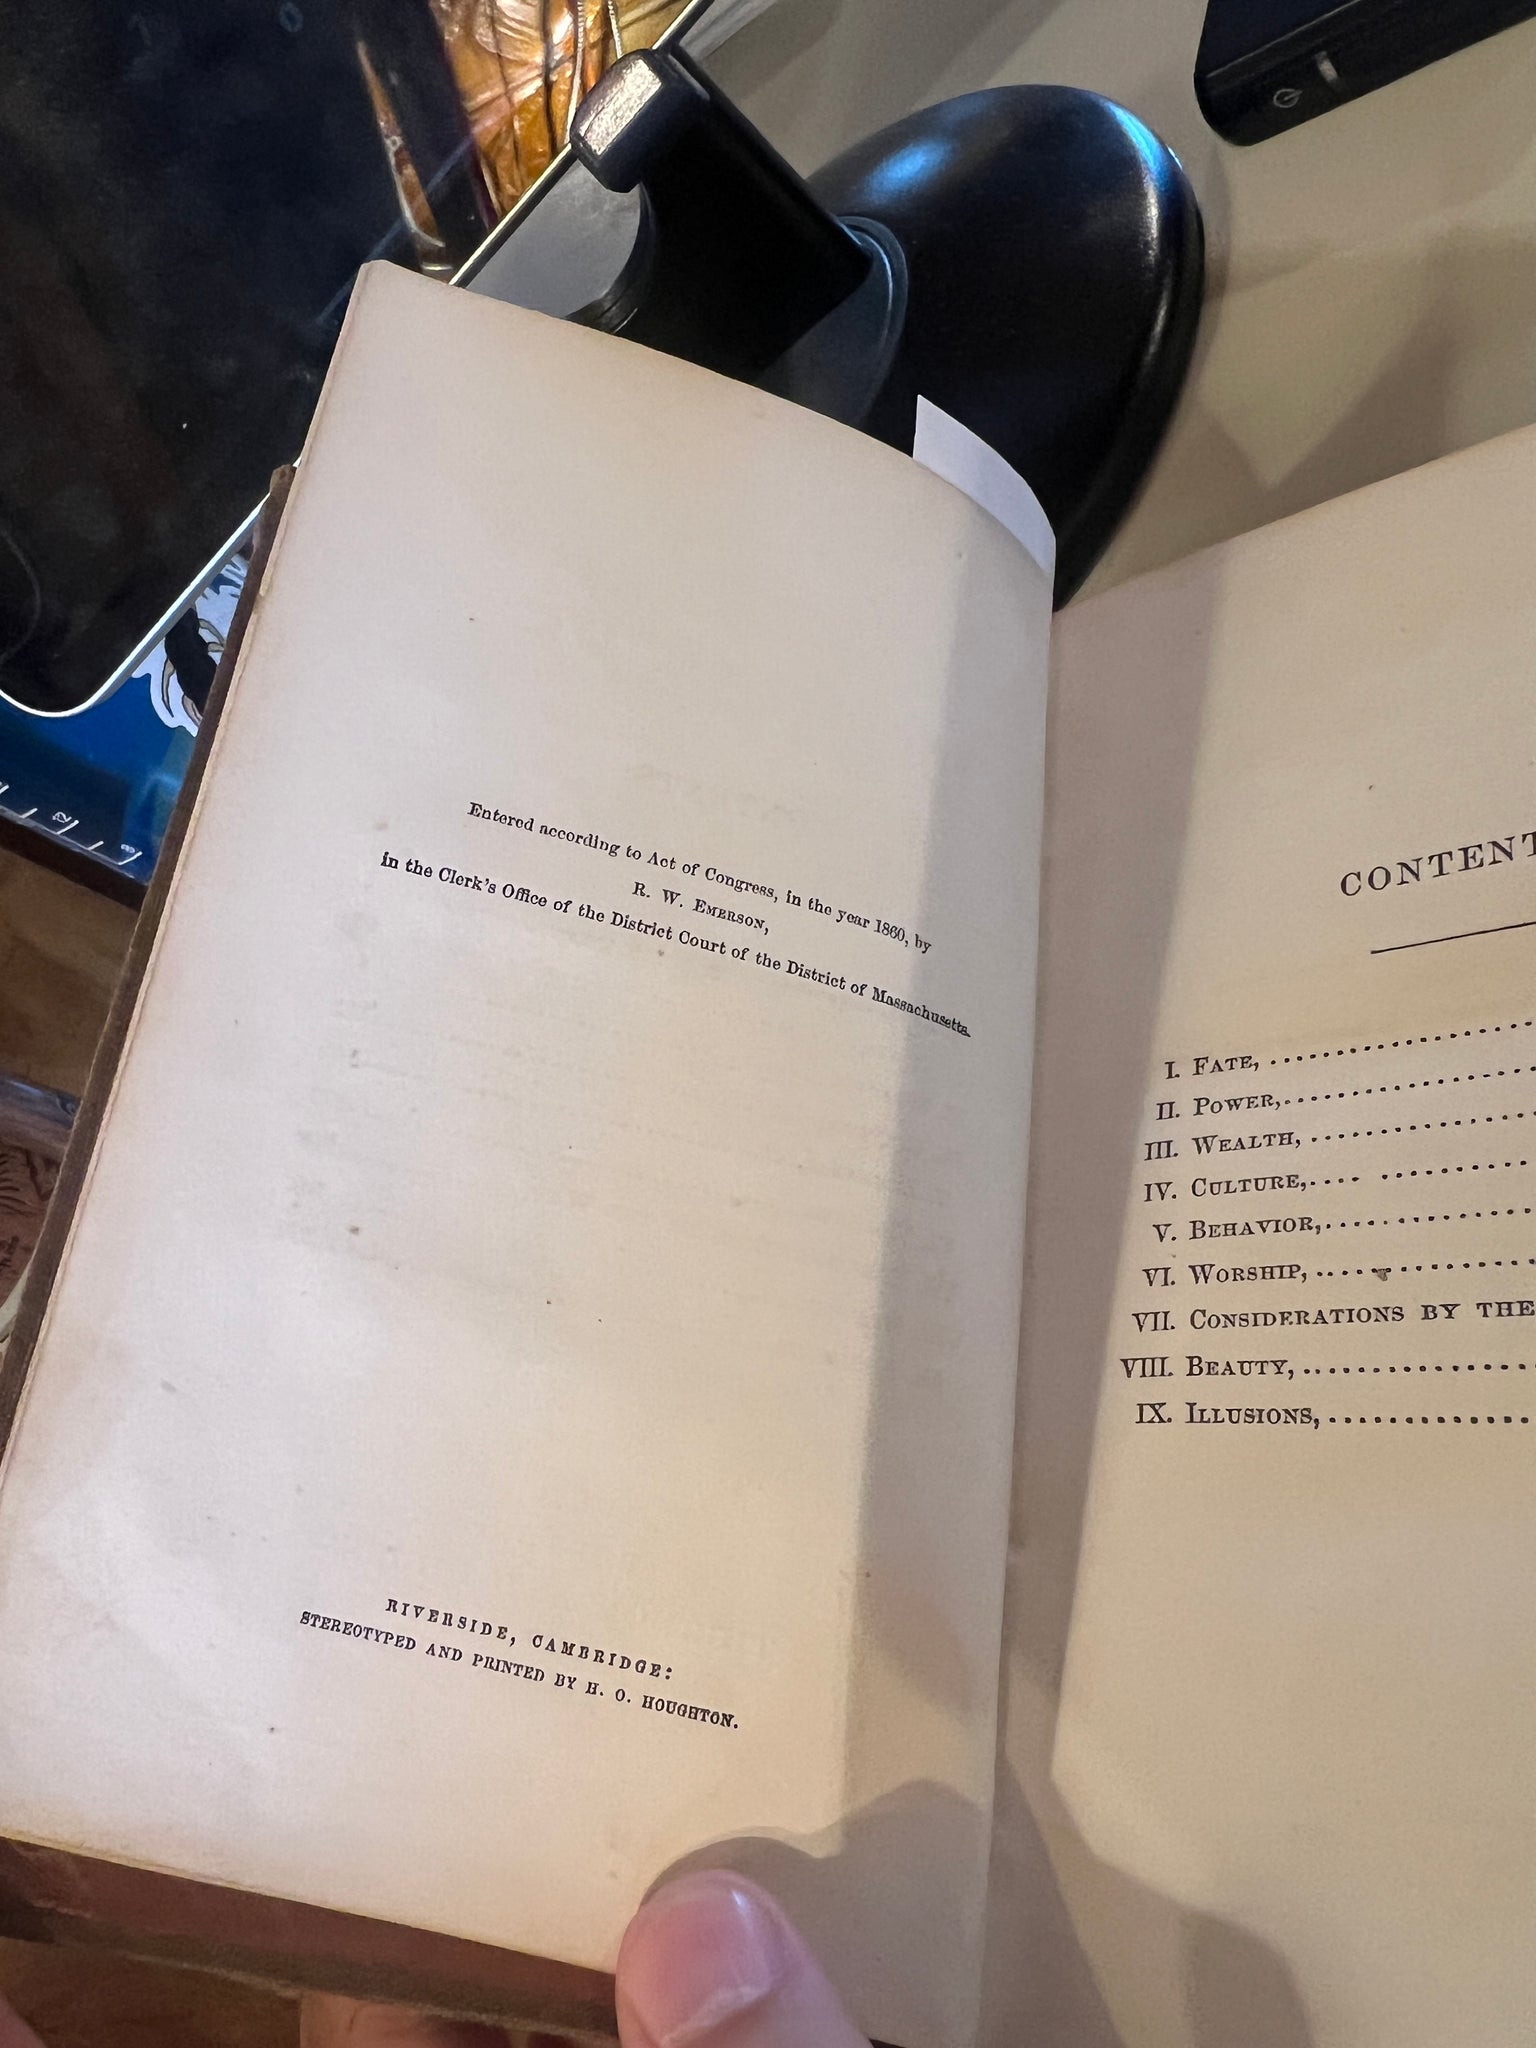 Entered according to Act of Congress, in the year 1860, by
R. W. EMERSON,
in the Clerk's Office of the District Court of the District of Massachusetts.
RIVERSIDE, CAMBRIDGE:
STEREOTYPED AND PRINTED BY H. O. HOUGHTON.
CONTENT
I. FATE,
II. POWER,
III. WEALTH,
IV. CULTURE,
V. BEHAVIOR,
VI. WORSHIP,
VII. CONSIDERATIONS BY THE
VIII. BEAUTY,
IX. ILLUSIONS,